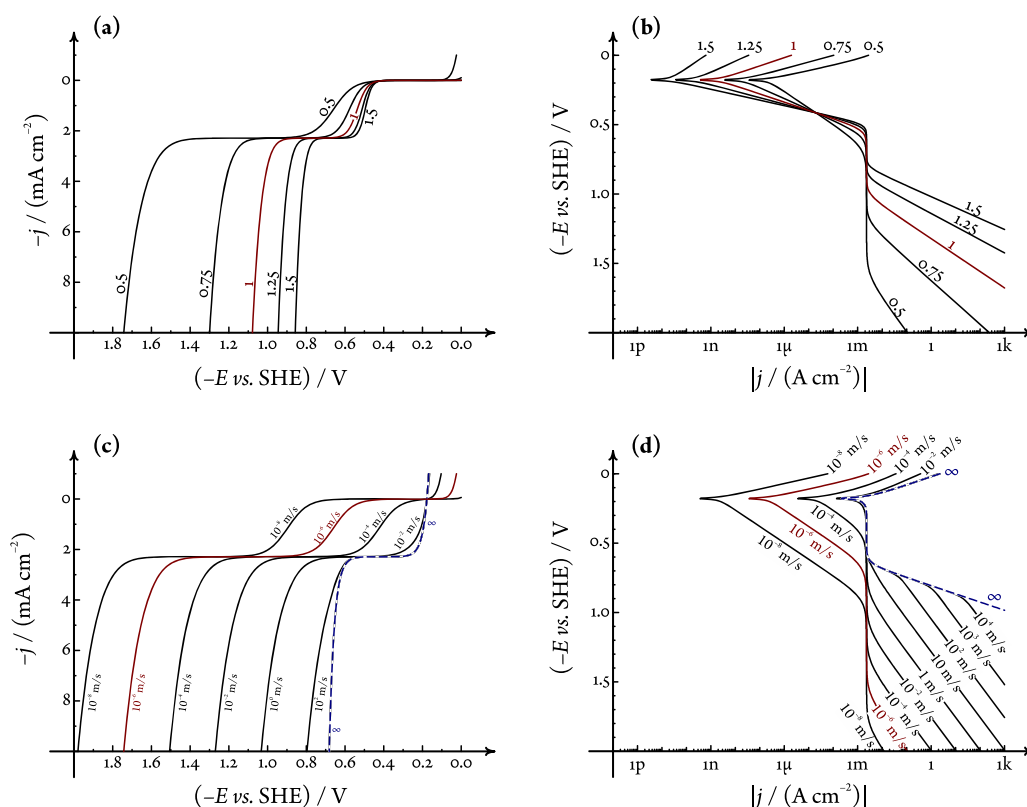 (a)
−j / (mA cm⁻²)
0
2
4
6
8
0.5
1
1.5
0.5
0.75
1
1.25
1.5
1.8 1.6 1.4 1.2 1.0 0.8 0.6 0.4 0.2 0.0
(−E vs. SHE) / V
(b)
(−E vs. SHE) / V
0
0.5
1.0
1.5
1.5 1.25 1 0.75 0.5
1.5
1.25
1
0.75
0.5
1p 1n 1μ 1m 1 1k
|j / (A cm⁻²)|
(c)
−j / (mA cm⁻²)
0
2
4
6
8
10⁻⁸ m/s
10⁻⁶ m/s
10⁻⁴ m/s
10⁻² m/s
∞
10⁻⁸ m/s
10⁻⁶ m/s
10⁻⁴ m/s
10⁻² m/s
10⁰ m/s
10² m/s
∞
1.8 1.6 1.4 1.2 1.0 0.8 0.6 0.4 0.2 0.0
(−E vs. SHE) / V
(d)
(−E vs. SHE) / V
0
0.5
1.0
1.5
10⁻⁸ m/s
10⁻⁶ m/s
10⁻⁴ m/s
10⁻² m/s
∞
10⁻⁴ m/s
10⁻⁶ m/s
10⁻⁸ m/s
∞
10⁴ m/s
10³ m/s
10² m/s
10 m/s
1 m/s
10⁻² m/s
10⁻⁴ m/s
10⁻⁶ m/s
10⁻⁸ m/s
1p 1n 1μ 1m 1 1k
|j / (A cm⁻²)|